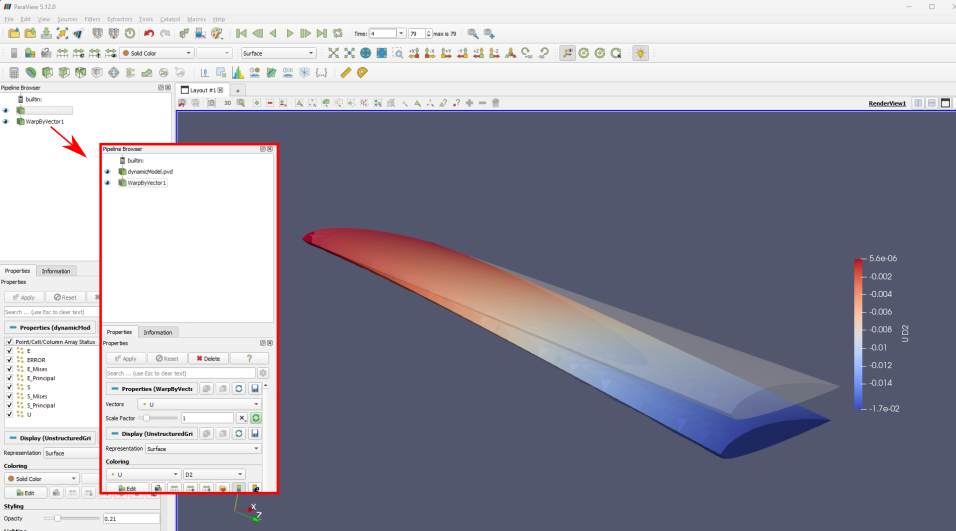 ParaView 5.12.0
File Edit View Sources Filters Extractors Tools Catalyst Macros Help
Time: 4 79 max is 79
Solid Color Surface
Pipeline Browser
Layout #1
builtin:
3D
RenderView1
WarpByVector1
Pipeline Browser
builtin:
dynamicModel.pvd
WarpByVector1
Properties Information
Properties
Apply Reset
Search ... (use Esc to clear text)
Properties (dynamicMod
Point/Cell/Column Array Status
E
ERROR
E_Mises
E_Principal
S
S_Mises
S_Principal
U
Display (UnstructuredGri
Representation Surface
Coloring
Solid Color
Edit
Styling
Opacity 0.21
Lighting
Properties Information
Properties
Apply Reset Delete ?
Search ... (use Esc to clear text)
Properties (WarpByVecto
Vectors U
Scale Factor 1
Display (UnstructuredGri
Representation Surface
Coloring
U D2
Edit
5.6e-06
-0.002
-0.004
-0.006
-0.008
-0.01
-0.012
-0.014
-1.7e-02
U D2
X
Z